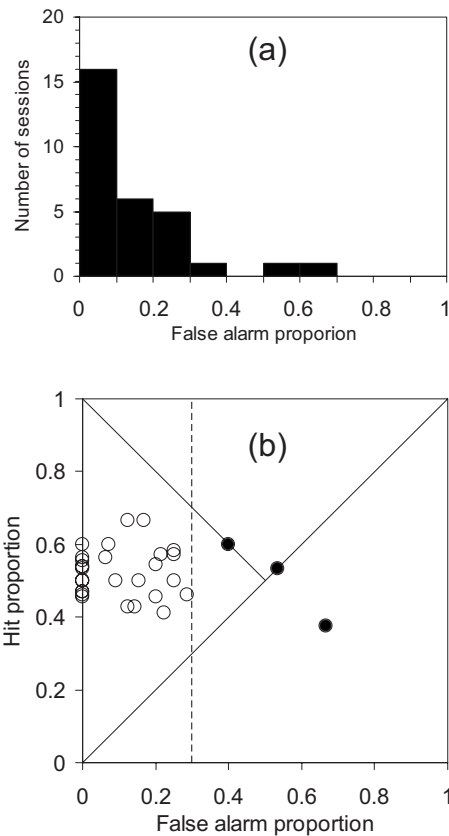 (a)
Number of sessions
20
15
10
5
0
0 0.2 0.4 0.6 0.8 1
False alarm proporion
(b)
Hit proportion
1
0.8
0.6
0.4
0.2
0
0 0.2 0.4 0.6 0.8 1
False alarm proportion